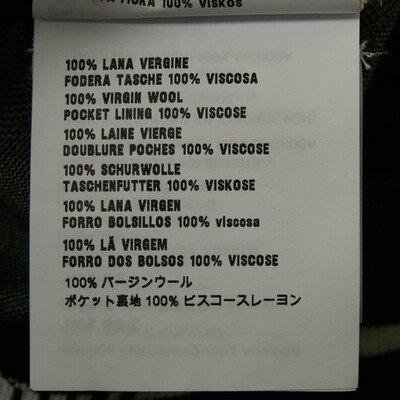 100% VISKOS
100% LANA VERGINE
FODERA TASCHE 100% VISCOSA
100% VIRGIN WOOL
POCKET LINING 100% VISCOSE
100% LAINE VIERGE
DOUBLURE POCHES 100% VISCOSE
100% SCHURWOLLE
TASCHENFUTTER 100% VISKOSE
100% LANA VIRGEN
FORRO BOLSILLOS 100% viscosa
100% LÃ VIRGEM
FORRO DOS BOLSOS 100% VISCOSE
100% バージンウール
ポケット裏地 100% ビスコースレーヨン